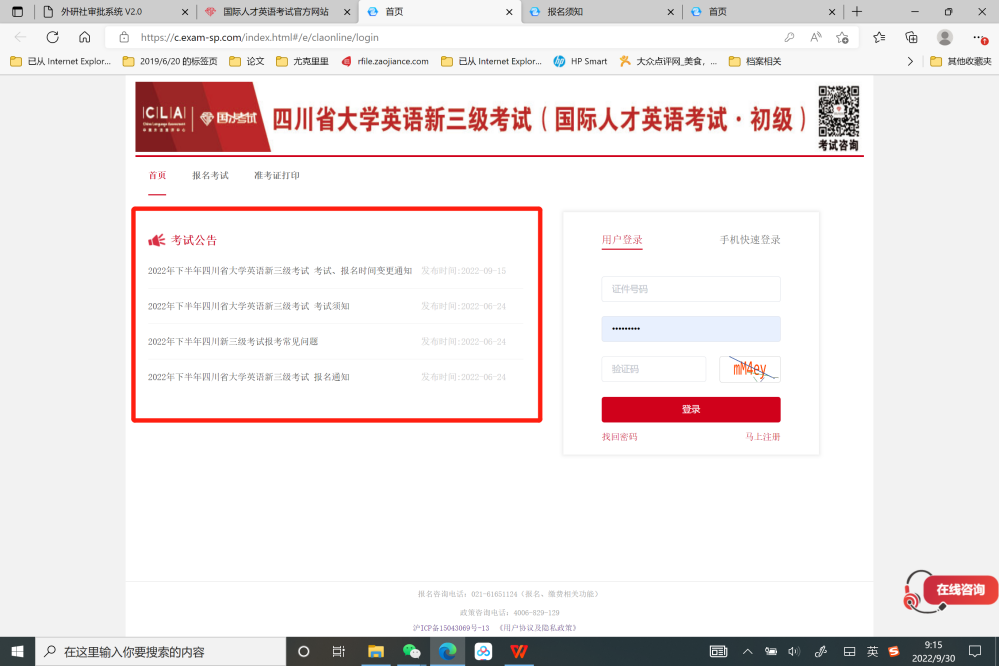 外研社审批系统 V2.0
国际人才英语考试官方网站
首页
报名须知
首页
https://c.exam-sp.com/index.html#/e/claonline/login
已从 Internet Explor...
2019/6/20 的标签页
论文
尤克里里
rfile.zaojiance.com
已从 Internet Explor...
HP Smart
大众点评网_美食，...
档案相关
其他收藏夹
CLAI
国才考试
四川省大学英语新三级考试（国际人才英语考试·初级）
考试咨询
首页
报名考试
准考证打印
考试公告
2022年下半年四川省大学英语新三级考试 考试、报名时间变更通知 发布时间:2022-09-15
2022年下半年四川省大学英语新三级考试 考试须知 发布时间:2022-06-24
2022年下半年四川新三级考试报考常见问题 发布时间:2022-06-24
2022年下半年四川省大学英语新三级考试 报名通知 发布时间:2022-06-24
用户登录
手机快速登录
证件号码
•••••••••
验证码
mM4ey
登录
找回密码
马上注册
在线咨询
报名咨询电话：021-61651124（报名、缴费相关功能）
政策咨询电话：4006-829-129
沪ICP备15043069号-13 《用户协议及隐私政策》
在这里输入你要搜索的内容
英
9:15
2022/9/30